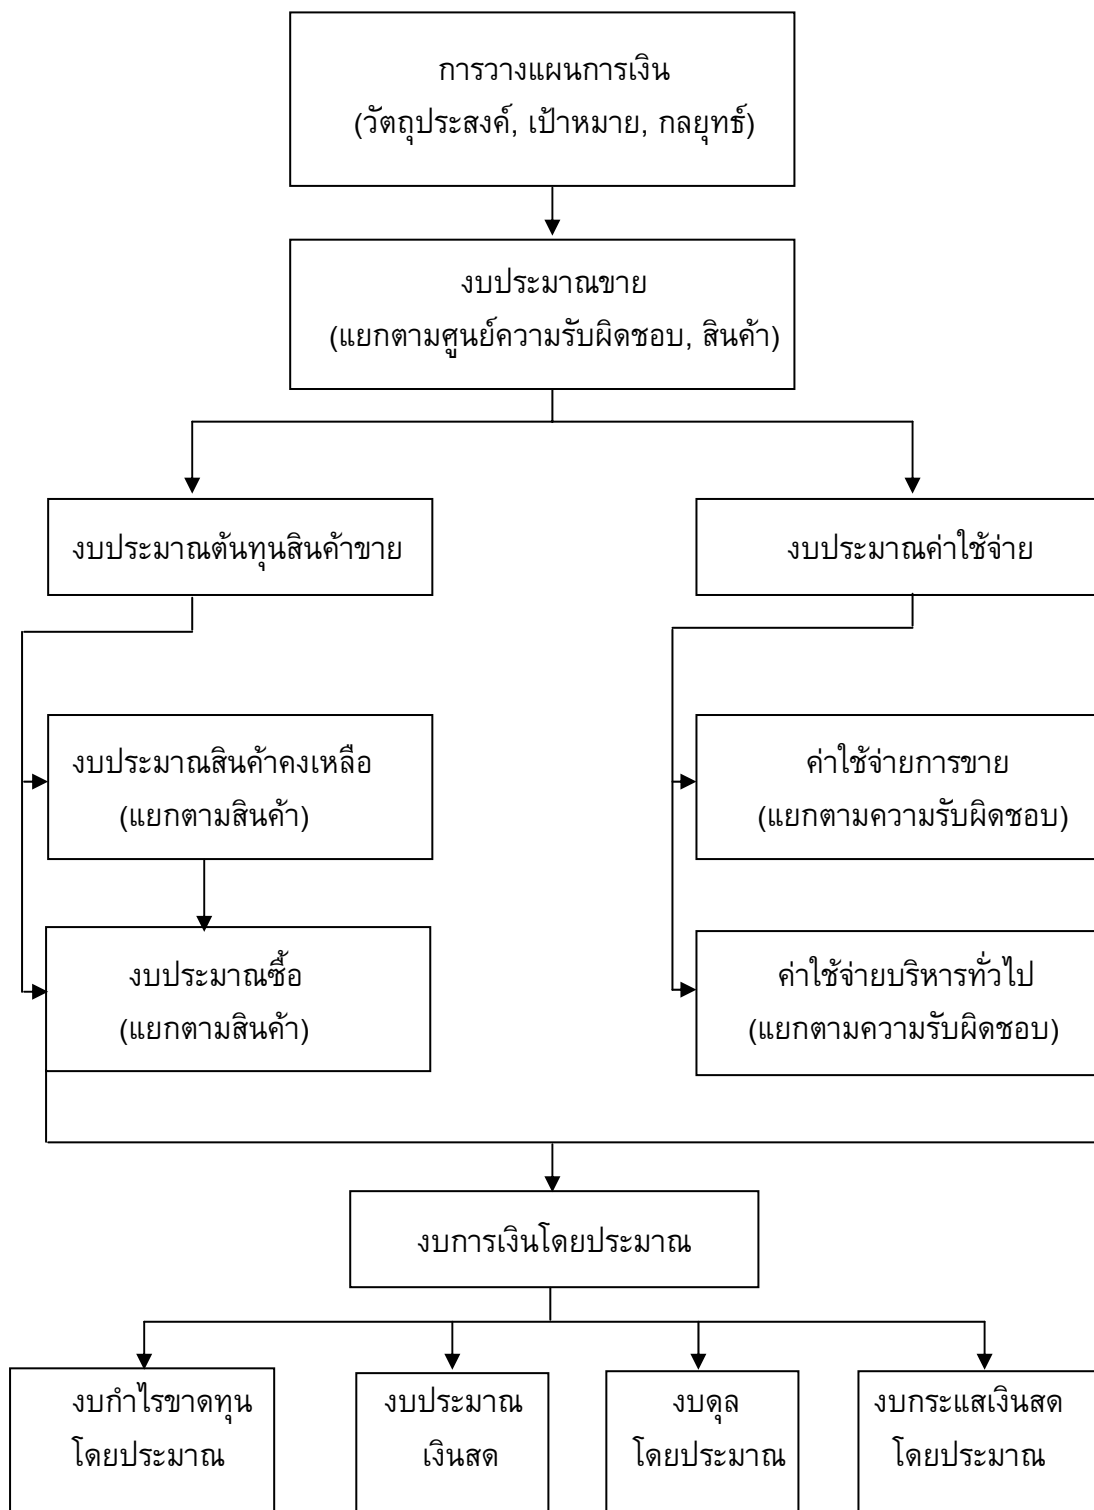 การวางแผนการเงิน
(วัตถุประสงค์, เป้าหมาย, กลยุทธ์)
งบประมาณขาย
(แยกตามศูนย์ความรับผิดชอบ, สินค้า)
งบประมาณต้นทุนสินค้าขาย
งบประมาณค่าใช้จ่าย
งบประมาณสินค้าคงเหลือ
(แยกตามสินค้า)
ค่าใช้จ่ายการขาย
(แยกตามความรับผิดชอบ)
งบประมาณซื้อ
(แยกตามสินค้า)
ค่าใช้จ่ายบริหารทั่วไป
(แยกตามความรับผิดชอบ)
งบการเงินโดยประมาณ
งบกำไรขาดทุน
โดยประมาณ
งบประมาณ
เงินสด
งบดุล
โดยประมาณ
งบกระแสเงินสด
โดยประมาณ